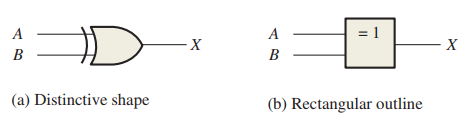 A
B
X
(a) Distinctive shape
A
B
= 1
X
(b) Rectangular outline